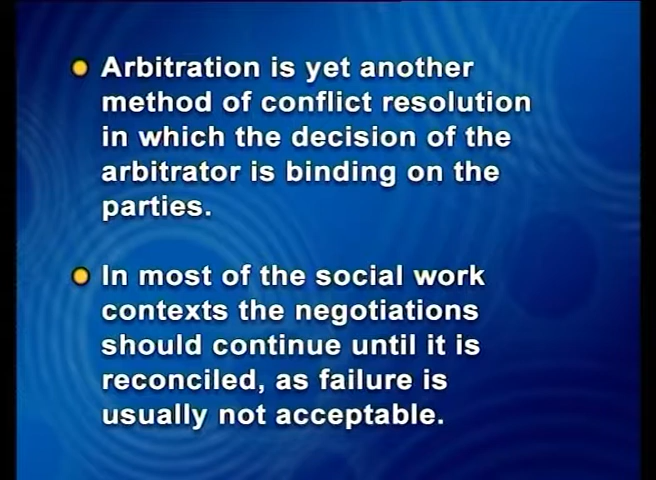 Arbitration is yet another
method of conflict resolution
in which the decision of the
arbitrator is binding on the
parties.
In most of the social work
contexts the negotiations
should continue until it is
reconciled, as failure is
usually not acceptable.